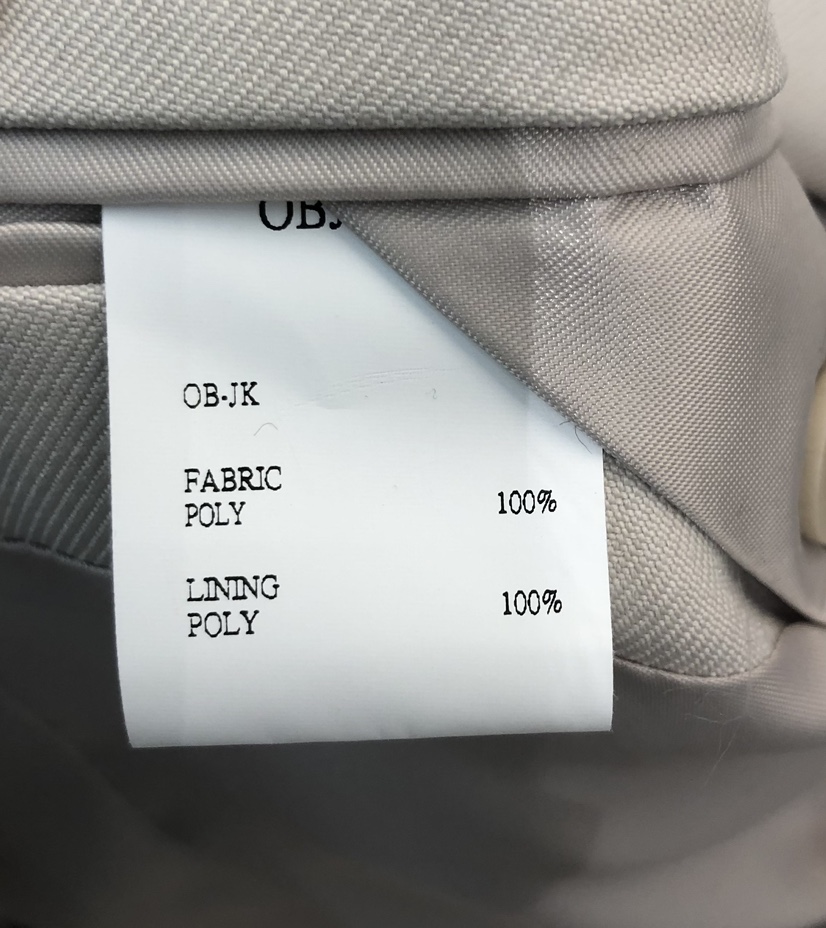 OB-JK
FABRIC
POLY 100%
LINING
POLY 100%